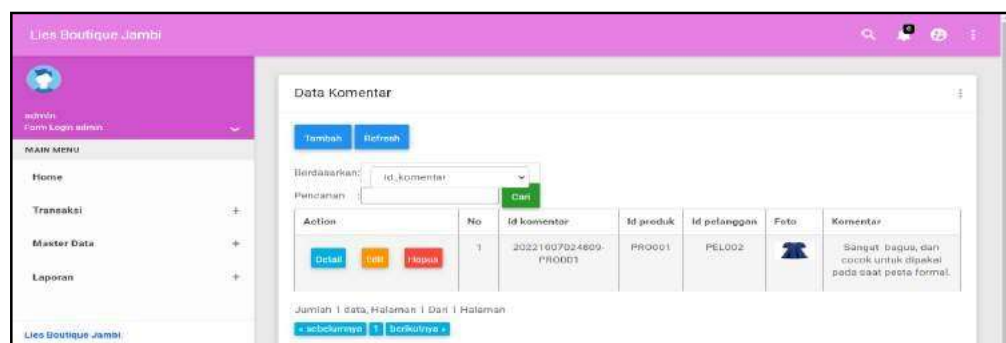 Lies Boutique Jambi
admin
Form Login admin
MAIN MENU
Home
Transaksi +
Master Data +
Laporan +
Lies Boutique Jambi
Data Komentar
Tambah Refresh
Berdasarkan: Id_komentar
Pencarian :
Cari
Action No Id komentar Id produk Id pelanggan Foto Komentar
Detail Edit Hapus 1 20221607024809- PRO001 PEL002 Sangat bagus, dan
PRO001 cocok untuk dipakai
pada saat pesta formal.
Jumlah 1 data, Halaman 1 Dari 1 Halaman
« sebelumnya 1 berikutnya »